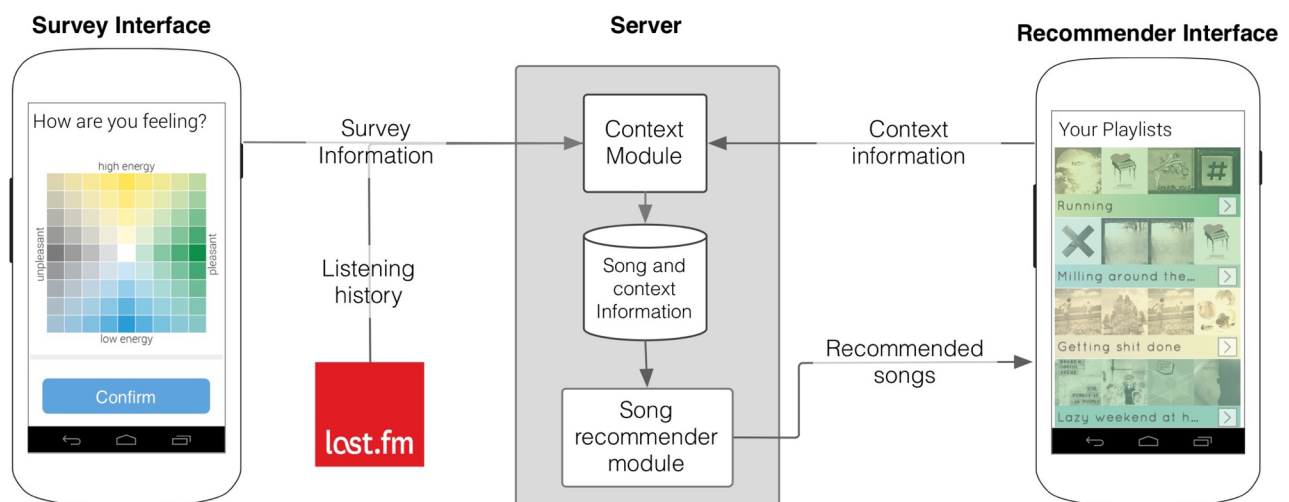 Survey Interface
Server
Recommender Interface
How are you feeling?
high energy
unpleasant
pleasant
low energy
Confirm
Survey
Information
Listening
history
last.fm
Context
Module
Song and
context
Information
Song
recommender
module
Context
information
Recommended
songs
Your Playlists
#
Running
Milling around the...
Getting shit done
Lazy weekend at h...